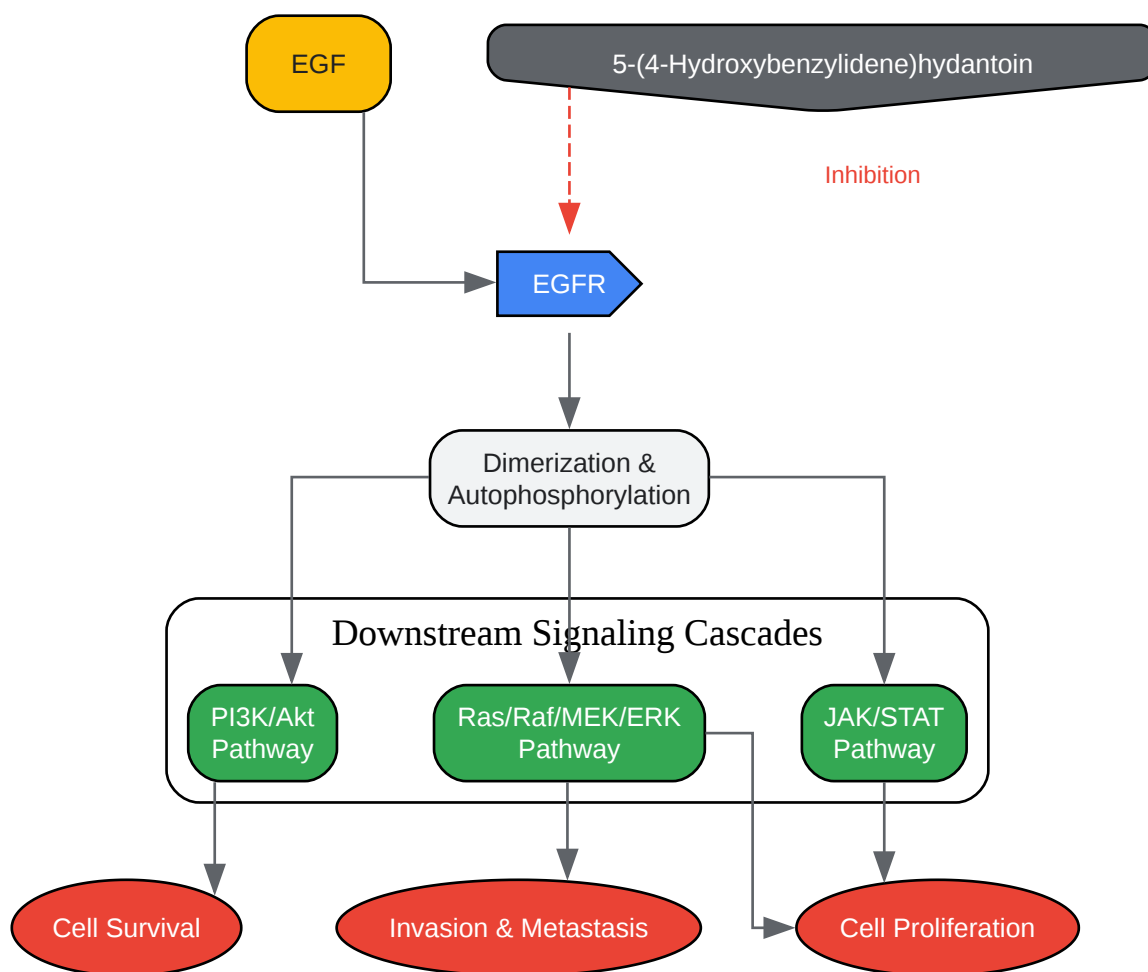 EGF
5-(4-Hydroxybenzylidene)hydantoin
Inhibition
EGFR
Dimerization &
Autophosphorylation
Downstream Signaling Cascades
PI3K/Akt
Pathway
Ras/Raf/MEK/ERK
Pathway
JAK/STAT
Pathway
Cell Survival
Invasion & Metastasis
Cell Proliferation